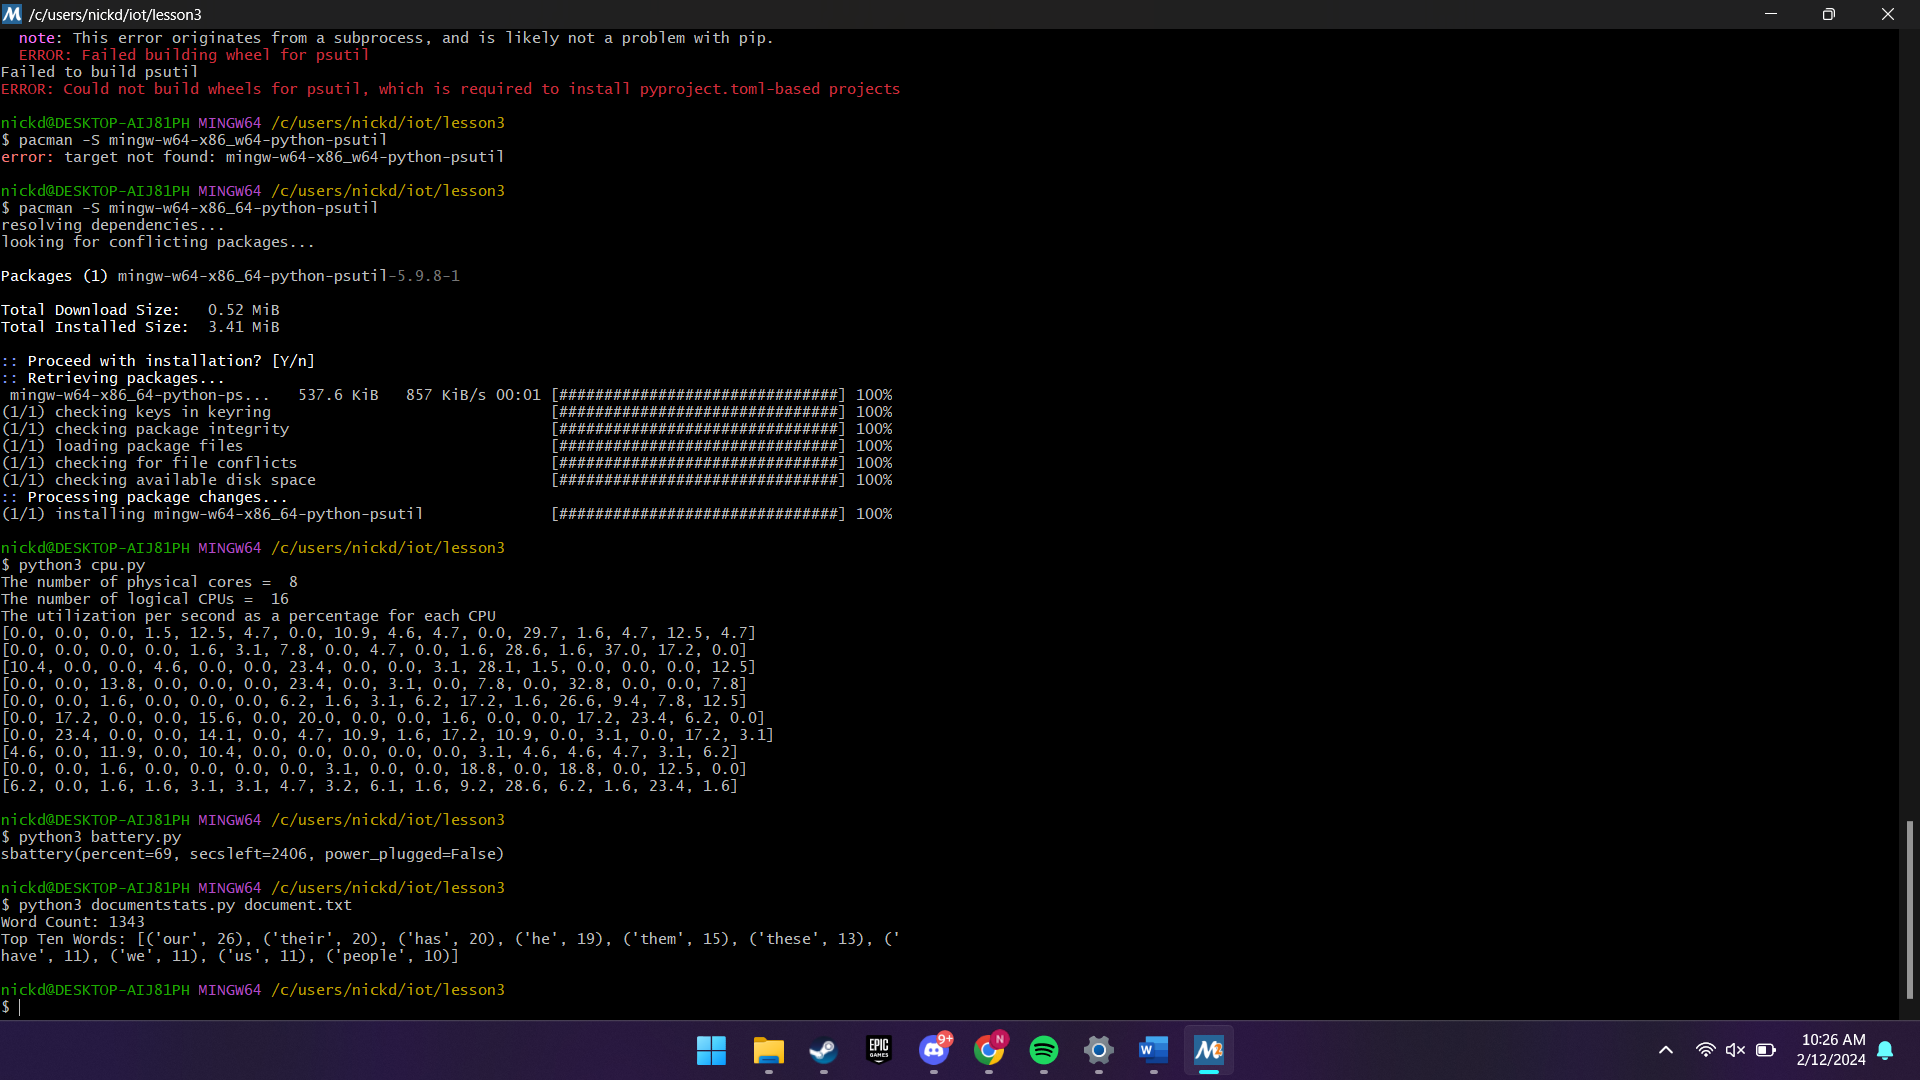 /c/users/nickd/iot/lesson3
note: This error originates from a subprocess, and is likely not a problem with pip.
ERROR: Failed building wheel for psutil
Failed to build psutil
ERROR: Could not build wheels for psutil, which is required to install pyproject.toml-based projects
nickd@DESKTOP-AIJ81PH MINGW64 /c/users/nickd/iot/lesson3
$ pacman -S mingw-w64-x86_w64-python-psutil
error: target not found: mingw-w64-x86_w64-python-psutil
nickd@DESKTOP-AIJ81PH MINGW64 /c/users/nickd/iot/lesson3
$ pacman -S mingw-w64-x86_64-python-psutil
resolving dependencies...
looking for conflicting packages...
Packages (1) mingw-w64-x86_64-python-psutil-5.9.8-1
Total Download Size:   0.52 MiB
Total Installed Size:  3.41 MiB
:: Proceed with installation? [Y/n]
:: Retrieving packages...
mingw-w64-x86_64-python-ps...   537.6 KiB   857 KiB/s 00:01 [###############################] 100%
(1/1) checking keys in keyring                               [###############################] 100%
(1/1) checking package integrity                             [###############################] 100%
(1/1) loading package files                                  [###############################] 100%
(1/1) checking for file conflicts                            [###############################] 100%
(1/1) checking available disk space                          [###############################] 100%
:: Processing package changes...
(1/1) installing mingw-w64-x86_64-python-psutil              [###############################] 100%
nickd@DESKTOP-AIJ81PH MINGW64 /c/users/nickd/iot/lesson3
$ python3 cpu.py
The number of physical cores =  8
The number of logical CPUs =  16
The utilization per second as a percentage for each CPU
[0.0, 0.0, 0.0, 1.5, 12.5, 4.7, 0.0, 10.9, 4.6, 4.7, 0.0, 29.7, 1.6, 4.7, 12.5, 4.7]
[0.0, 0.0, 0.0, 0.0, 1.6, 3.1, 7.8, 0.0, 4.7, 0.0, 1.6, 28.6, 1.6, 37.0, 17.2, 0.0]
[10.4, 0.0, 0.0, 4.6, 0.0, 0.0, 23.4, 0.0, 0.0, 3.1, 28.1, 1.5, 0.0, 0.0, 0.0, 12.5]
[0.0, 0.0, 13.8, 0.0, 0.0, 0.0, 23.4, 0.0, 3.1, 0.0, 7.8, 0.0, 32.8, 0.0, 0.0, 7.8]
[0.0, 0.0, 1.6, 0.0, 0.0, 0.0, 6.2, 1.6, 3.1, 6.2, 17.2, 1.6, 26.6, 9.4, 7.8, 12.5]
[0.0, 17.2, 0.0, 0.0, 15.6, 0.0, 20.0, 0.0, 0.0, 1.6, 0.0, 0.0, 17.2, 23.4, 6.2, 0.0]
[0.0, 23.4, 0.0, 0.0, 14.1, 0.0, 4.7, 10.9, 1.6, 17.2, 10.9, 0.0, 3.1, 0.0, 17.2, 3.1]
[4.6, 0.0, 11.9, 0.0, 10.4, 0.0, 0.0, 0.0, 0.0, 0.0, 3.1, 4.6, 4.6, 4.7, 3.1, 6.2]
[0.0, 0.0, 1.6, 0.0, 0.0, 0.0, 0.0, 3.1, 0.0, 0.0, 18.8, 0.0, 18.8, 0.0, 12.5, 0.0]
[6.2, 0.0, 1.6, 1.6, 3.1, 3.1, 4.7, 3.2, 6.1, 1.6, 9.2, 28.6, 6.2, 1.6, 23.4, 1.6]
nickd@DESKTOP-AIJ81PH MINGW64 /c/users/nickd/iot/lesson3
$ python3 battery.py
sbattery(percent=69, secsleft=2406, power_plugged=False)
nickd@DESKTOP-AIJ81PH MINGW64 /c/users/nickd/iot/lesson3
$ python3 documentstats.py document.txt
Word Count: 1343
Top Ten Words: [('our', 26), ('their', 20), ('has', 20), ('he', 19), ('them', 15), ('these', 13), ('
have', 11), ('we', 11), ('us', 11), ('people', 10)]
nickd@DESKTOP-AIJ81PH MINGW64 /c/users/nickd/iot/lesson3
$
EPIC GAMES
9+
N
W
10:26 AM
2/12/2024